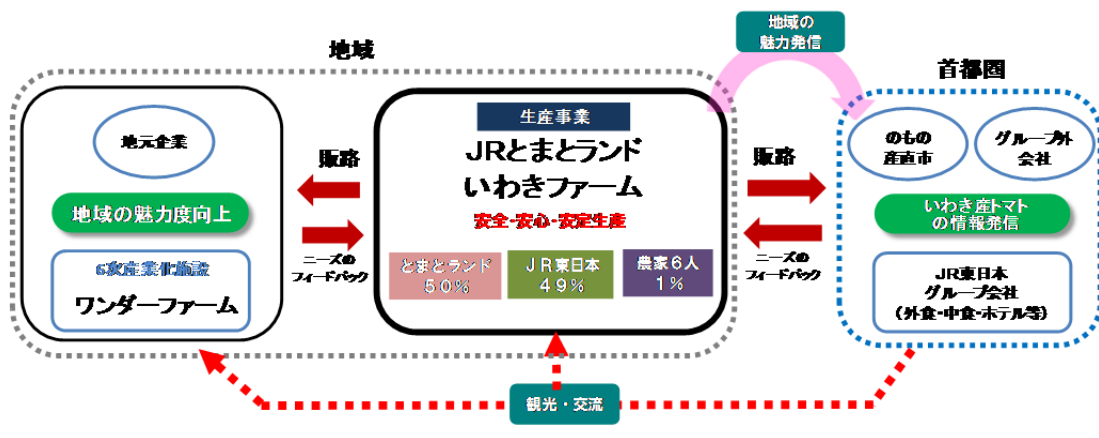 地域の
魅力発信
地域
首都圏
地元企業
地域の魅力度向上
6次産業化施設
ワンダーファーム
販路
ニーズの
フィードバック
生産事業
JRとまとランド
いわきファーム
安全・安心・安定生産
とまとランド
50%
JR東日本
49%
農家6人
1%
販路
ニーズの
フィードバック
のもの
産直市
グループ外
会社
いわき産トマト
の情報発信
JR東日本
グループ会社
(外食・中食・ホテル等)
観光・交流